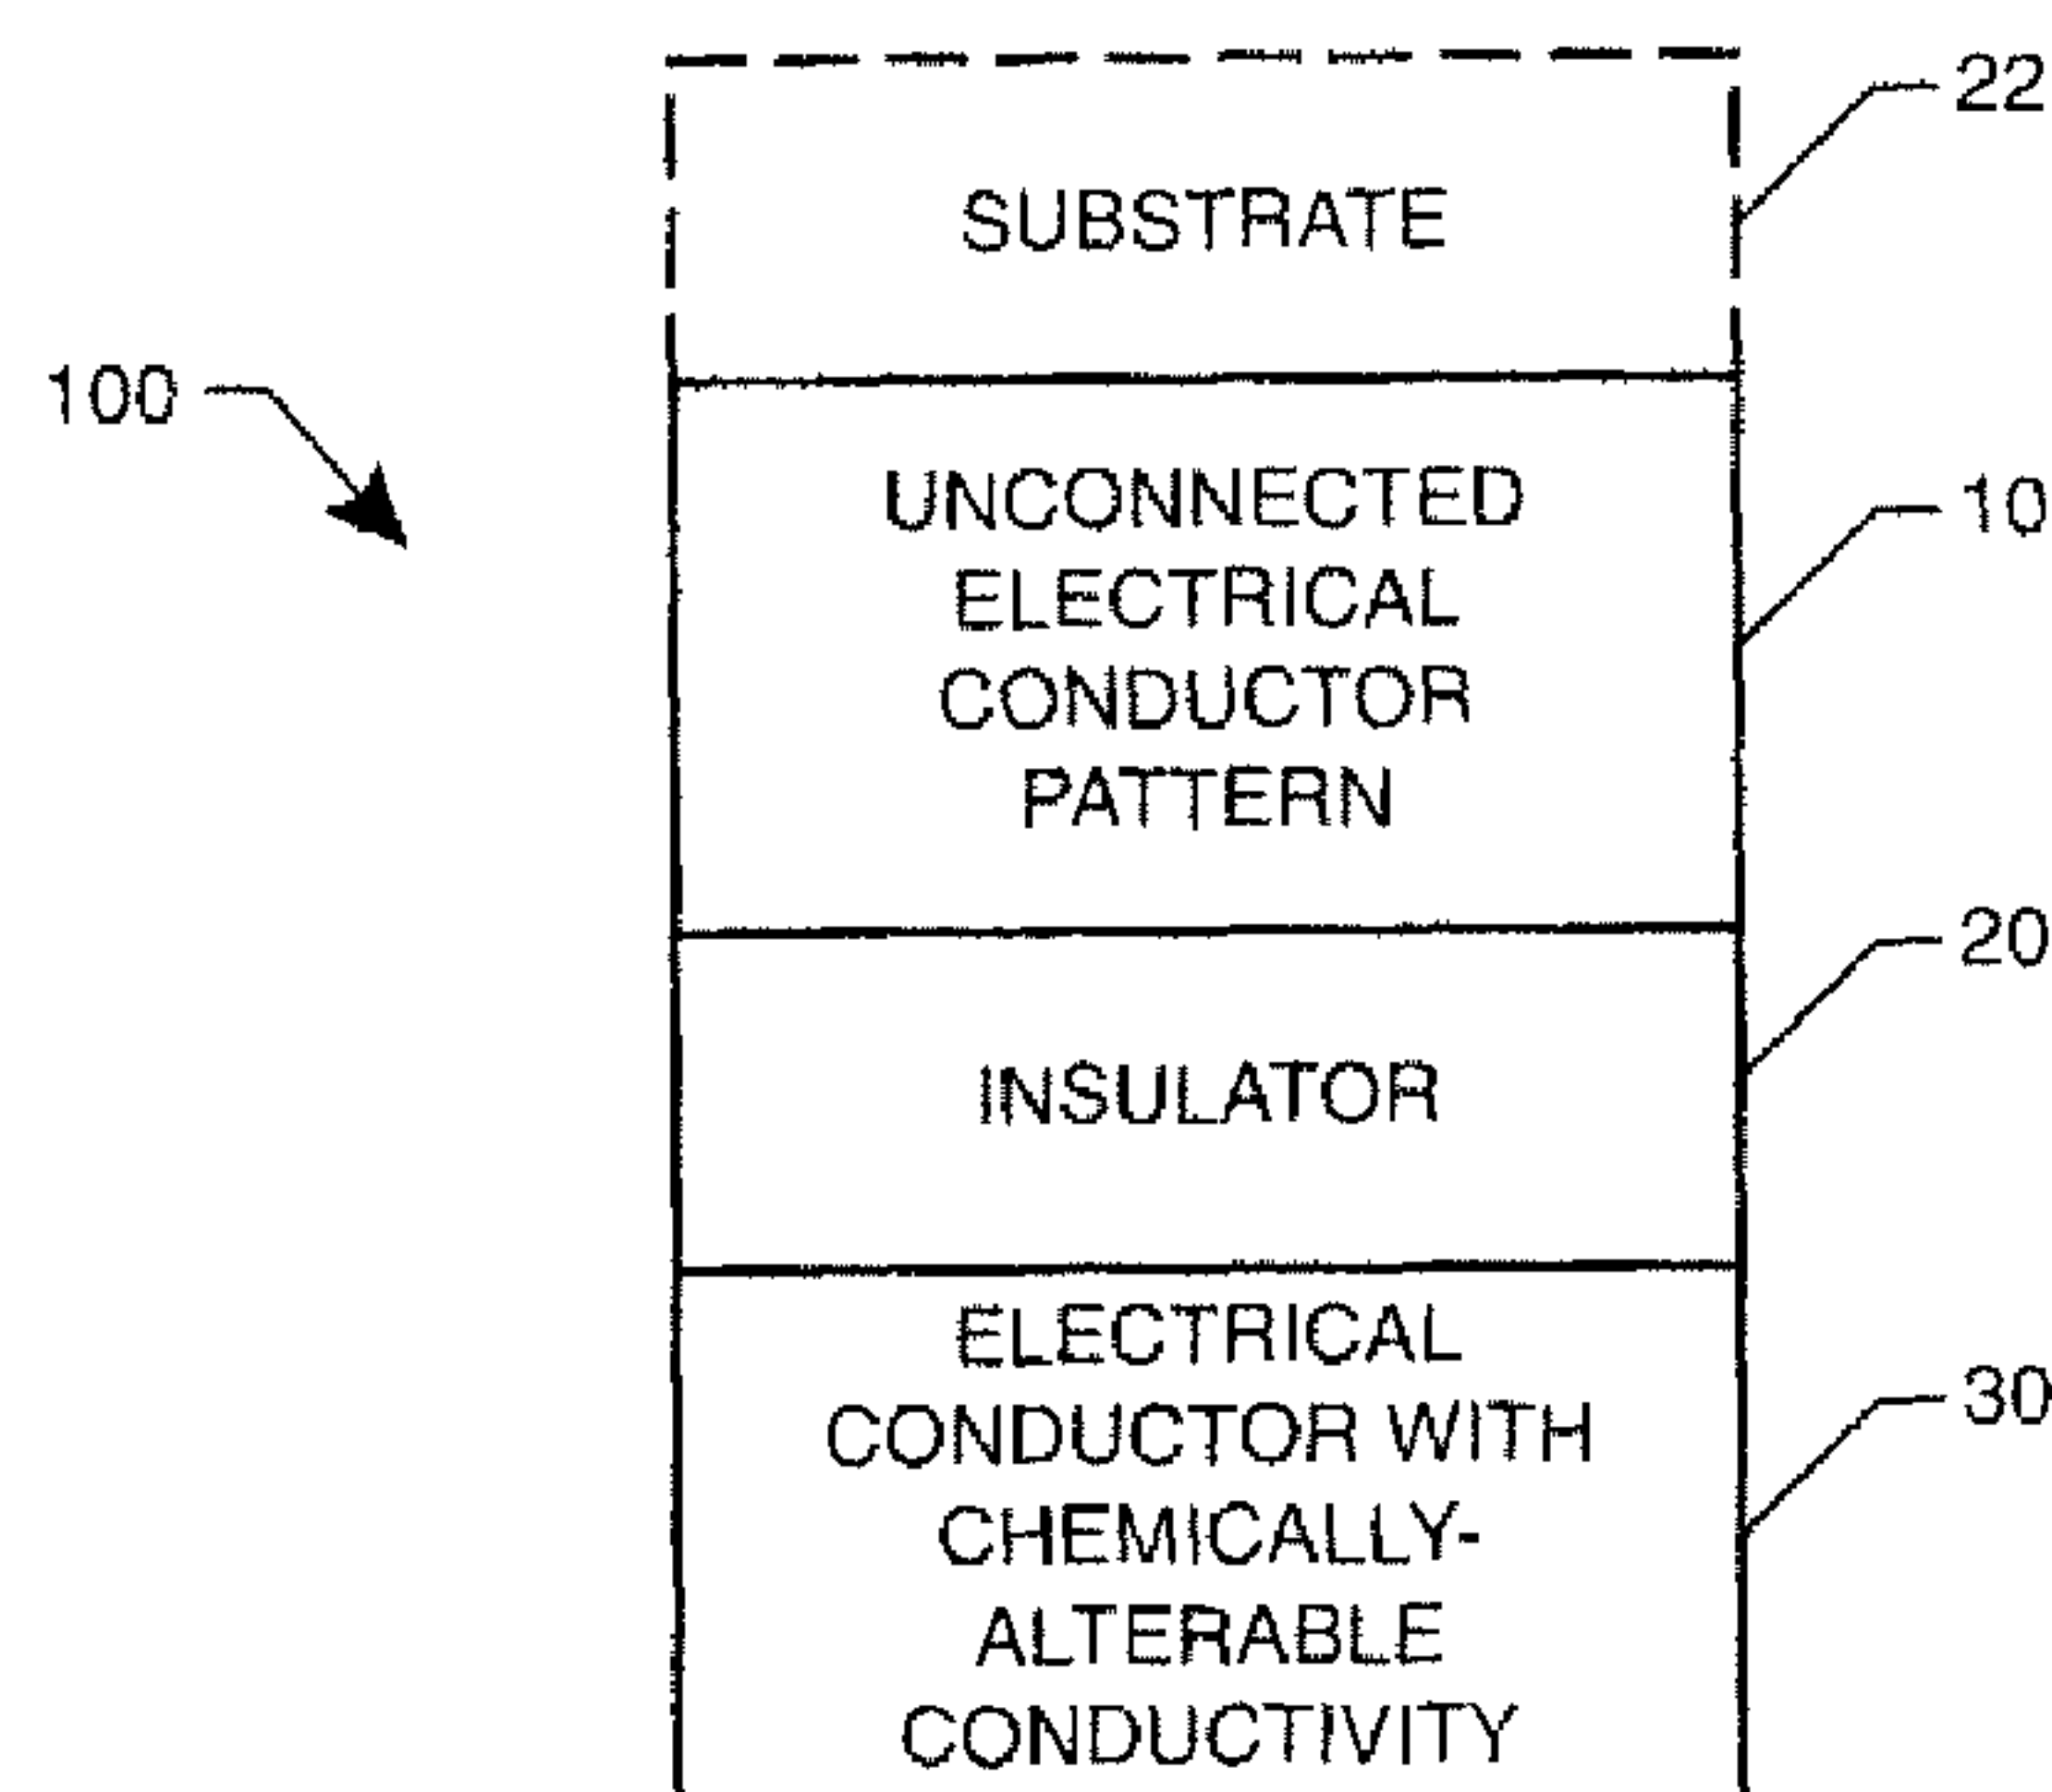 22
SUBSTRATE
100
UNCONNECTED
10
ELECTRICAL
CONDUCTOR
PATTERN
20
INSULATOR
ELECTRICAL
30
CONDUCTOR WITH
CHEMICALLY-
ALTERABLE
CONDUCTIVITY